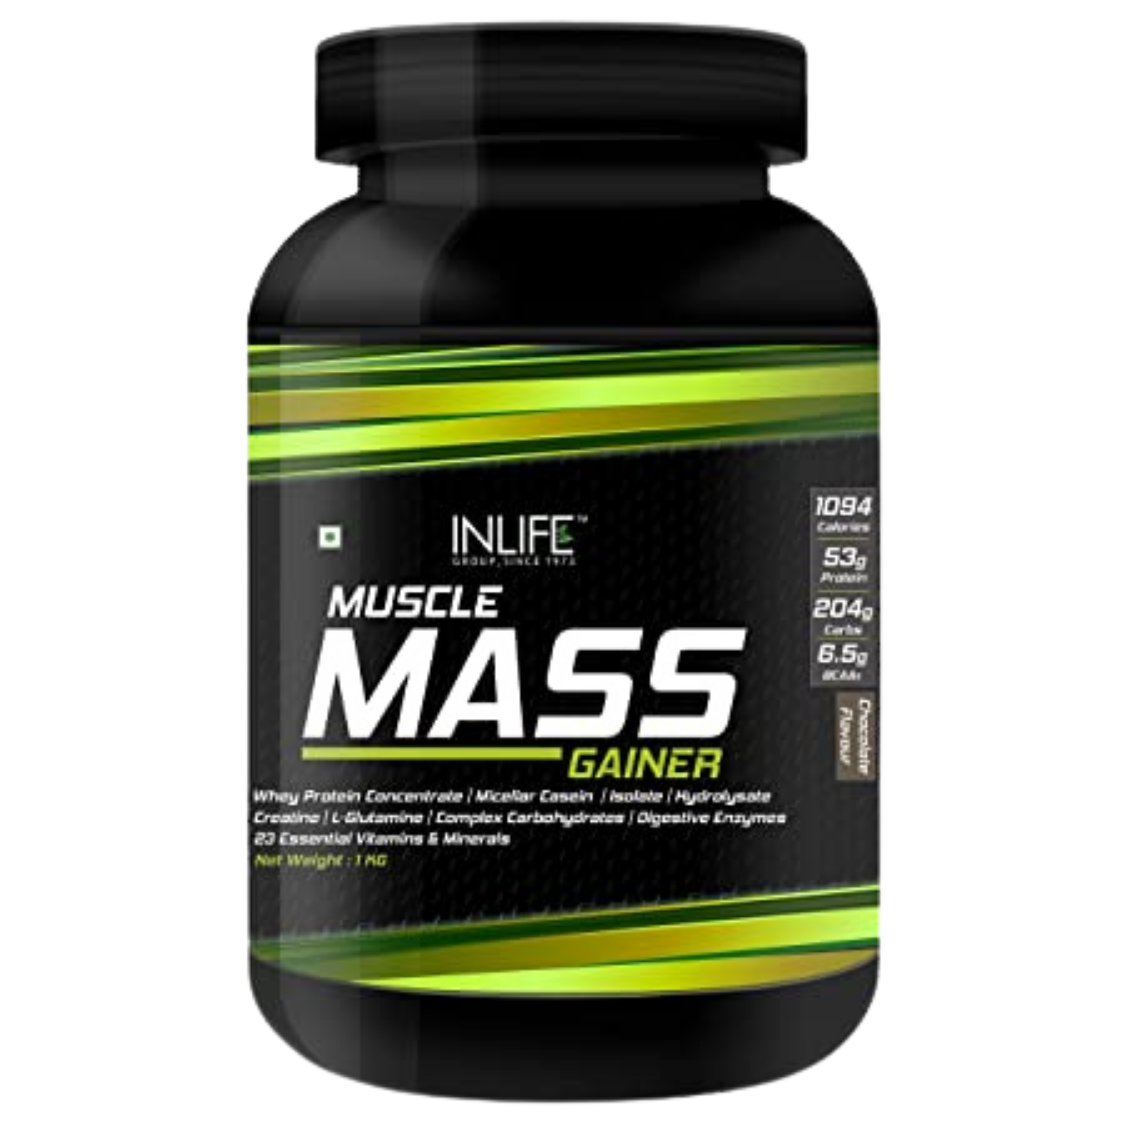 INLIFE™
GROUP, SINCE 1973
MUSCLE
MASS
GAINER
Whey Protein Concentrate | Micellar Casein | Isolate | Hydrolysate
Creatine | L-Glutamine | Complex Carbohydrates | Digestive Enzymes
23 Essential Vitamins & Minerals
Net Weight : 1 KG
1094
Calories
53g
Protein
204g
Carbs
6.5g
BCAAs
Chocolate
Flavour